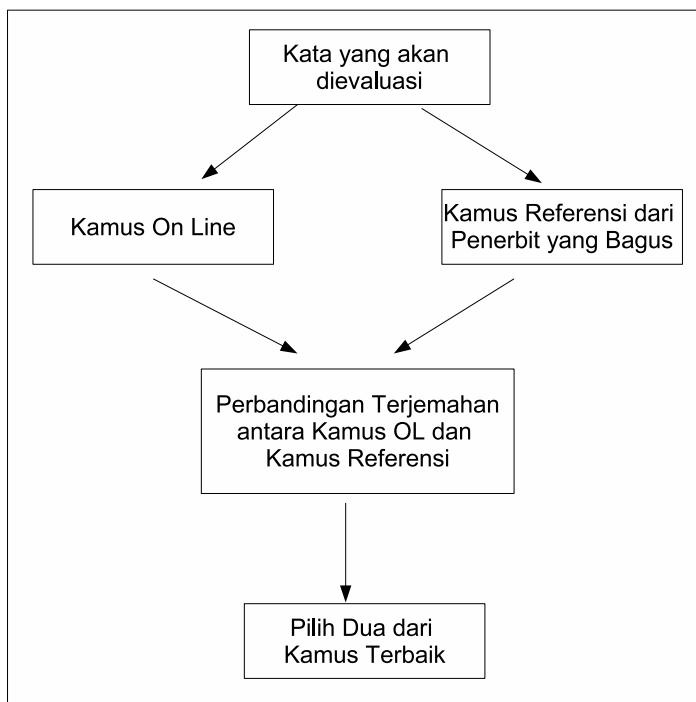 Kata yang akan
dievaluasi
Kamus On Line
Kamus Referensi dari
Penerbit yang Bagus
Perbandingan Terjemahan
antara Kamus OL dan
Kamus Referensi
Pilih Dua dari
Kamus Terbaik